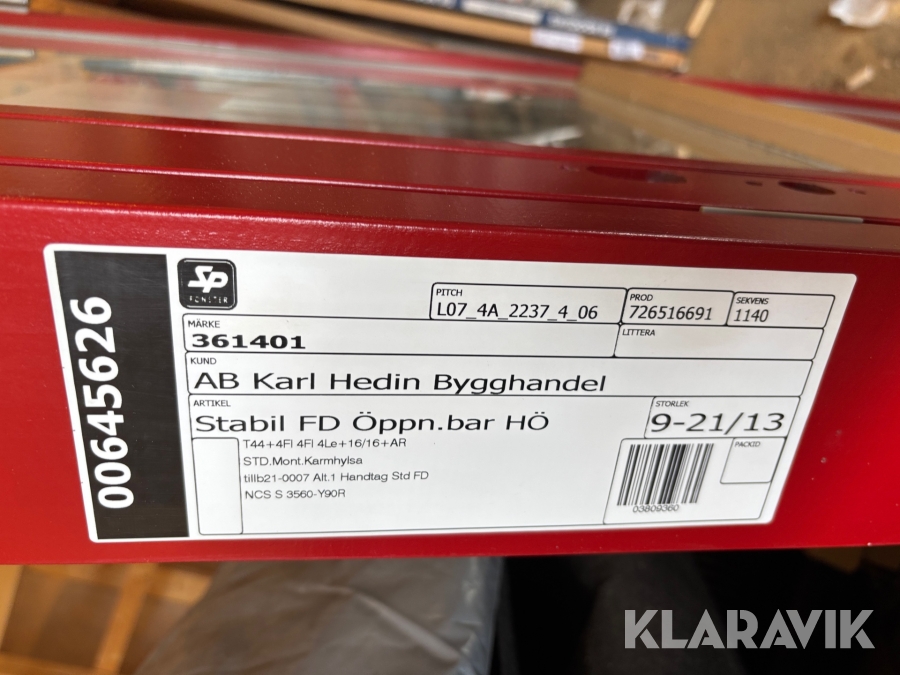 00645626
SP
FÖNSTER
PITCH
L07_4A_2237_4_06
PROD
726516691
SEKVENS
1140
MÄRKE
361401
LITTERA
KUND
AB Karl Hedin Bygghandel
ARTIKEL
Stabil FD Öppn.bar HÖ
STORLEK
9-21/13
T44+4Fl 4Fl 4Le+16/16+AR
STD.Mont.Karmhylsa
tillb21-0007 Alt.1 Handtag Std FD
NCS S 3560-Y90R
PACKID
03809360
KLARAVIK